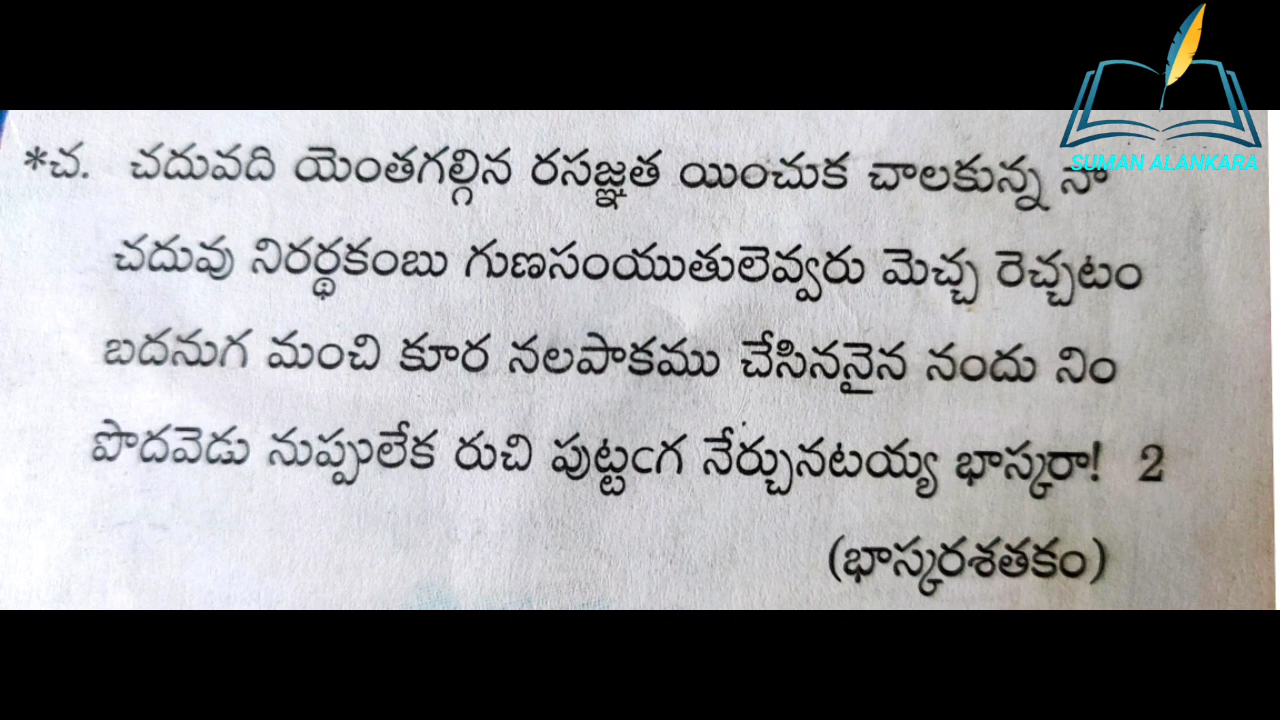 SUMAN ALANKARA
*చ. చదువది యెంతగల్గిన రసజ్ఞత యించుక చాలకున్న నా
చదువు నిరర్థకంబు గుణసంయుతులెవ్వరు మెచ్చ రెచ్చటం
బదనుగ మంచి కూర నలపాకము చేసిననైన నందు నిం
పొదవెడు నుప్పులేక రుచి పుట్టఁగ నేర్చునటయ్య భాస్కరా! 2
(భాస్కరశతకం)